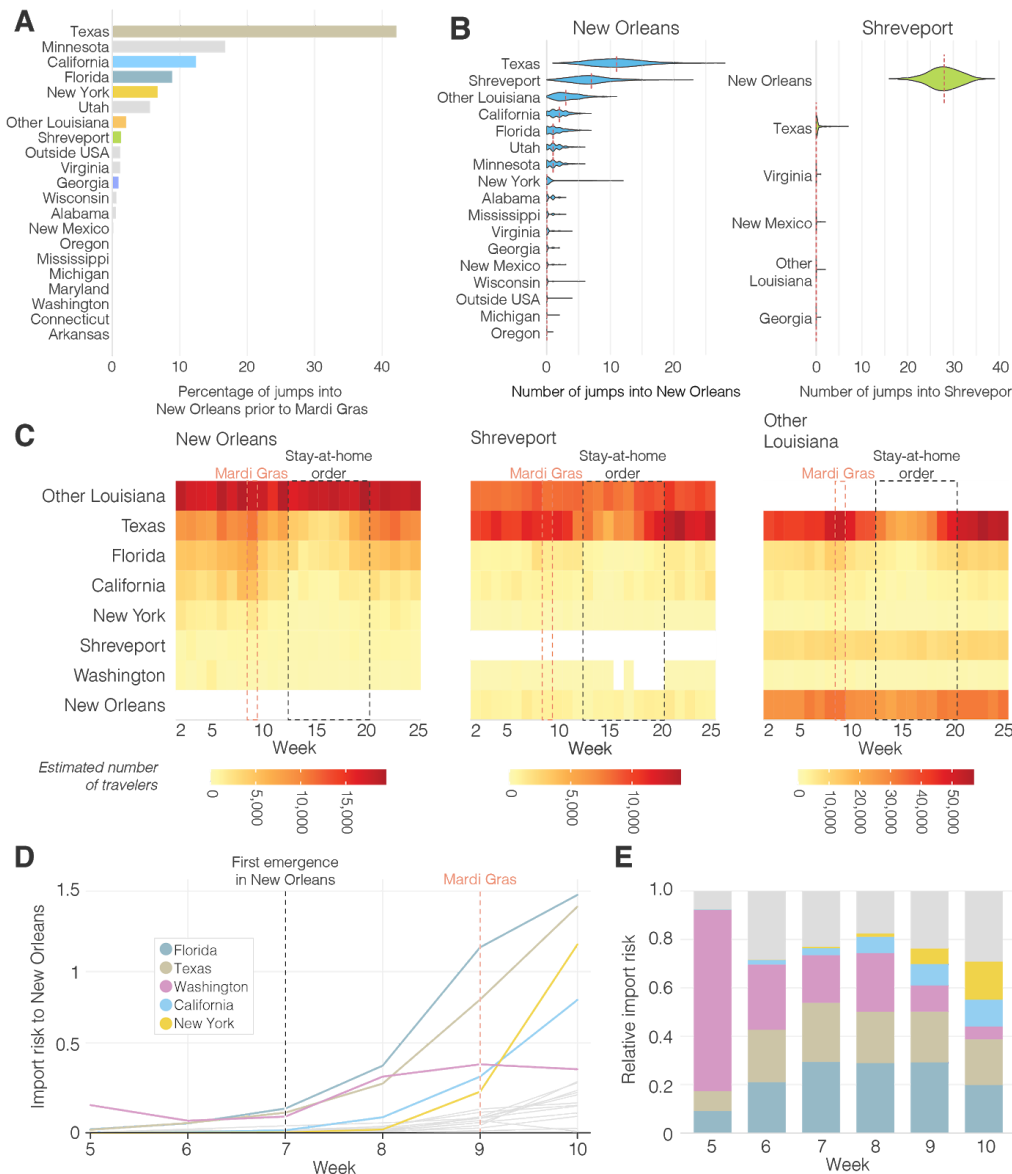 A
Texas
Minnesota
California
Florida
New York
Utah
Other Louisiana
Shreveport
Outside USA
Virginia
Georgia
Wisconsin
Alabama
New Mexico
Oregon
Mississippi
Michigan
Maryland
Washington
Connecticut
Arkansas
0 10 20 30 40
Percentage of jumps into
New Orleans prior to Mardi Gras
B
New Orleans
Texas
Shreveport
Other Louisiana
California
Florida
Utah
Minnesota
New York
Alabama
Mississippi
Virginia
Georgia
New Mexico
Wisconsin
Outside USA
Michigan
Oregon
0 10 20
Number of jumps into New Orleans
Shreveport
New Orleans
Texas
Virginia
New Mexico
Other
Louisiana
Georgia
0 10 20 30 40
Number of jumps into Shrevepor
C
New Orleans
Mardi Gras
Stay-at-home
order
Other Louisiana
Texas
Florida
California
New York
Shreveport
Washington
New Orleans
2 5 10 15 20 25
Week
Shreveport
Mardi Gras
Stay-at-home
order
2 5 10 15 20 25
Week
Other
Louisiana
Mardi Gras
Stay-at-home
order
2 5 10 15 20 25
Week
Estimated number
of travelers
0 5,000 10,000 15,000
0 5,000 10,000
0 10,000 20,000 30,000 40,000 50,000
D
First emergence
in New Orleans
Mardi Gras
Import risk to New Orleans
1.5
1
0.5
0
Florida
Texas
Washington
California
New York
5 6 7 8 9 10
Week
E
Relative import risk
1.0
0.8
0.6
0.4
0.2
0
5 6 7 8 9 10
Week